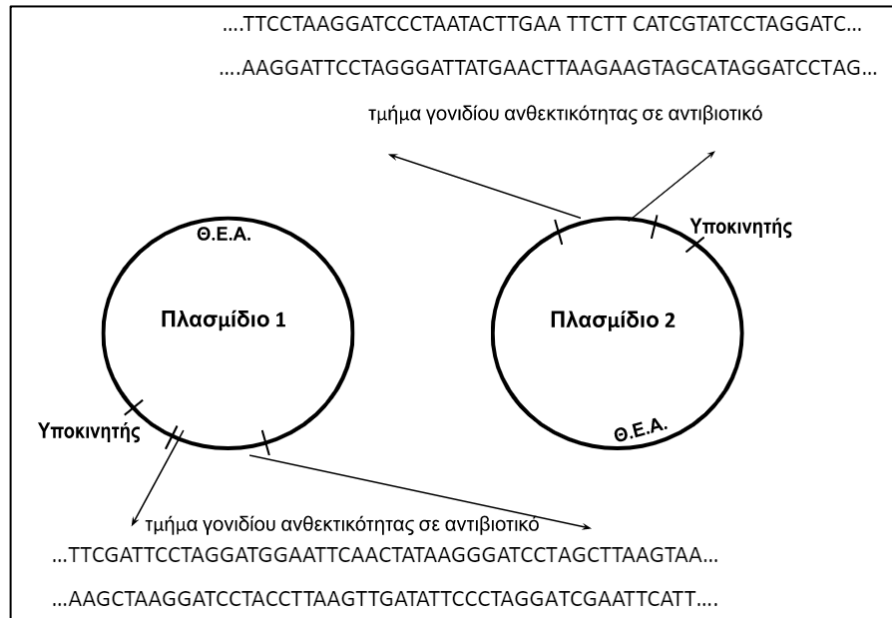 ....TTCCTAAGGATCCCTAATACTTGAA TTCTT CATCGTATCCTAGGATC...
....AAGGATTCCTAGGGATTATGAACTTAAGAAGTAGCATAGGATCCTAG...
τμήμα γονιδίου ανθεκτικότητας σε αντιβιοτικό
Θ.Ε.Α.
Υποκινητής
Πλασμίδιο 1
Πλασμίδιο 2
Υποκινητής
Θ.Ε.Α.
τμήμα γονιδίου ανθεκτικότητας σε αντιβιοτικό
...TTCGATTCCTAGGATGGAATTCAACTATAAGGGATCCTAGCTTAAGTAA...
...AAGCTAAGGATCCTACCTTAAGTTGATATTCCCTAGGATCGAATTCATT....